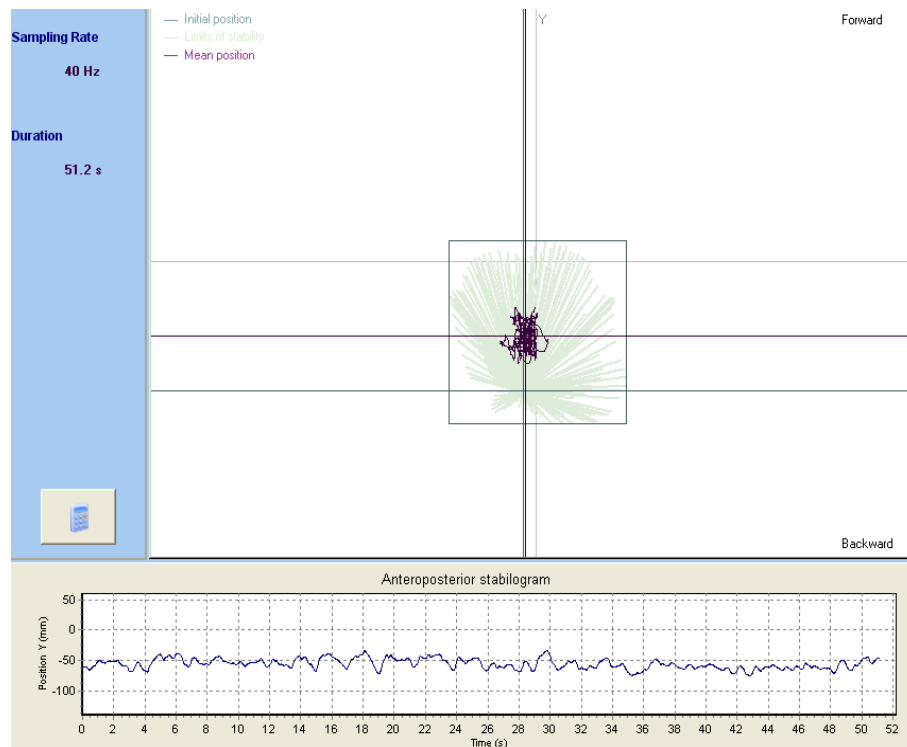 Sampling Rate
40 Hz
Duration
51.2 s
Initial position
Limits of stability
Mean position
Y
Forward
Backward
Anteroposterior stabilogram
Position Y (mm)
50
0
-50
-100
0 2 4 6 8 10 12 14 16 18 20 22 24 26 28 30 32 34 36 38 40 42 44 46 48 50 52
Time (s)